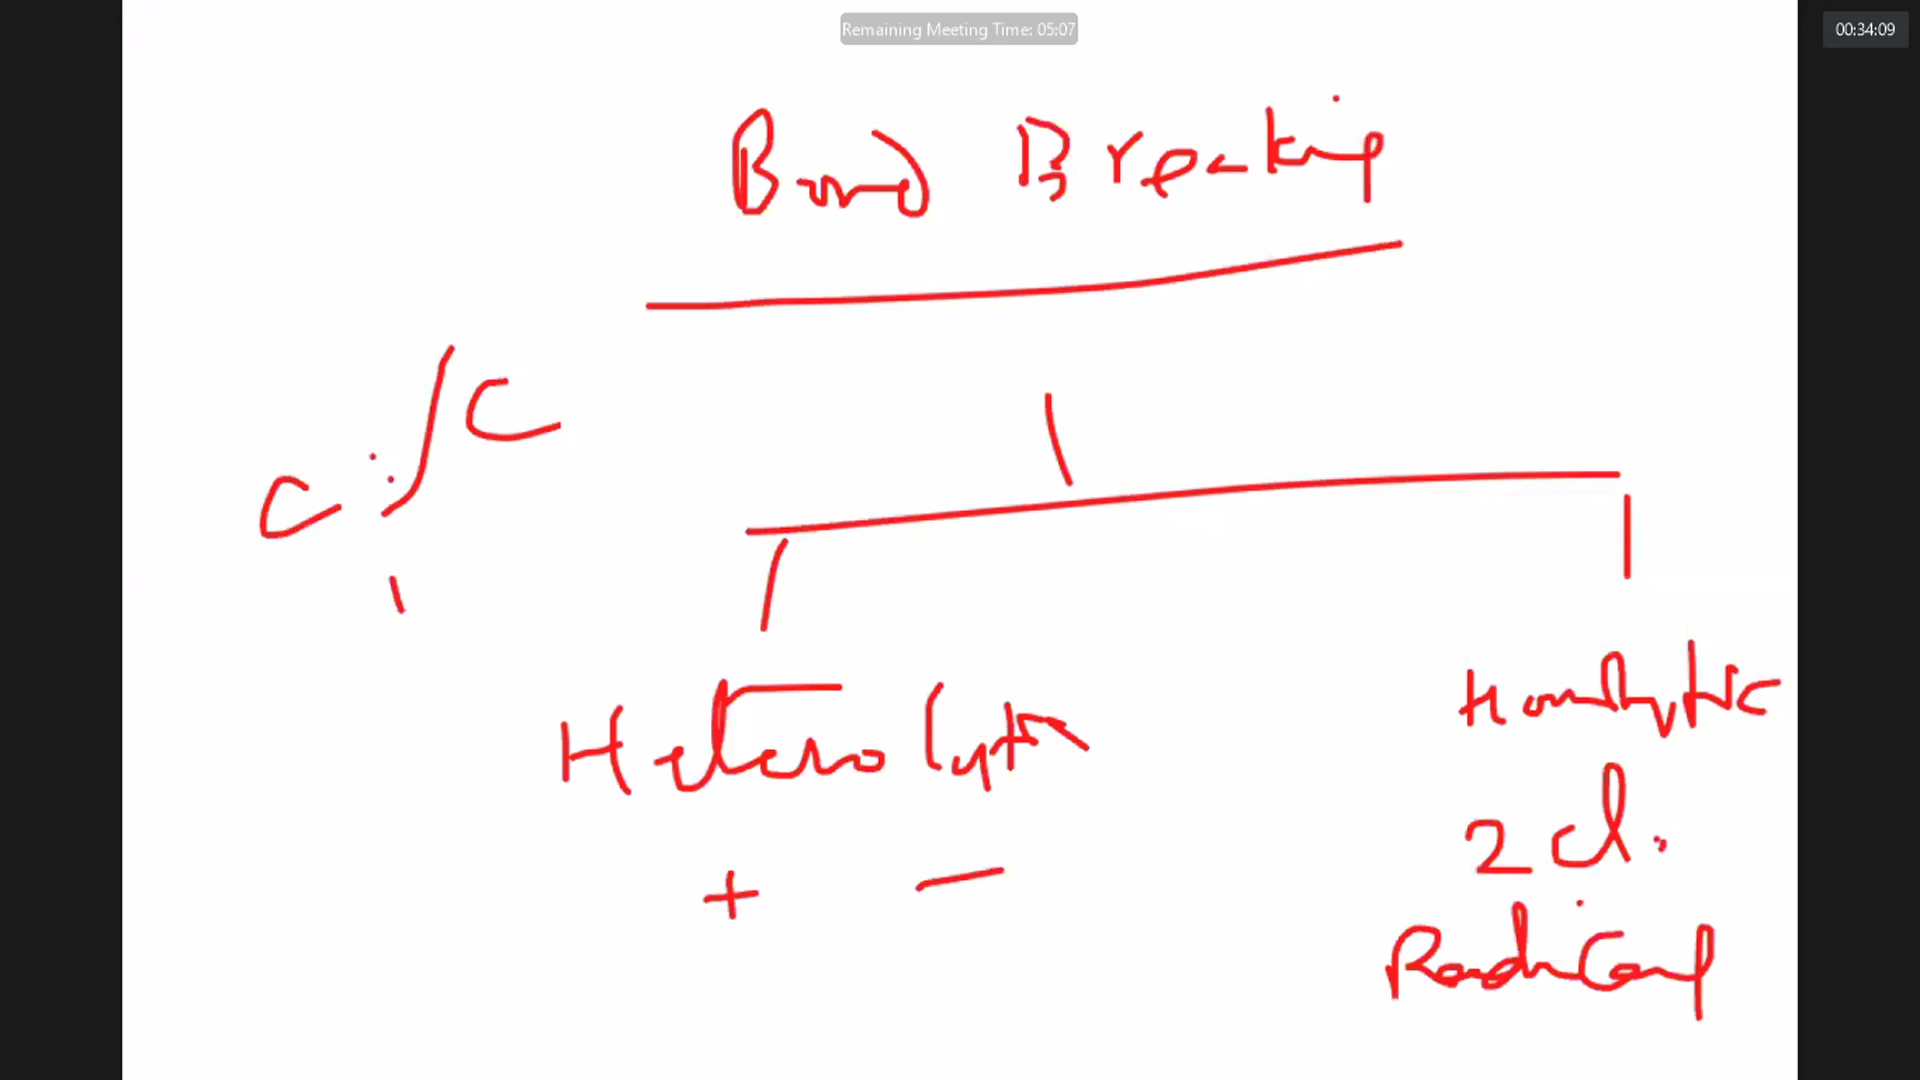 Remaining Meeting Time: 05:07
00:34:09
Bond Breaking
C : C
Heterolytic
Homolytic
+ −
2 Cl·
Radical